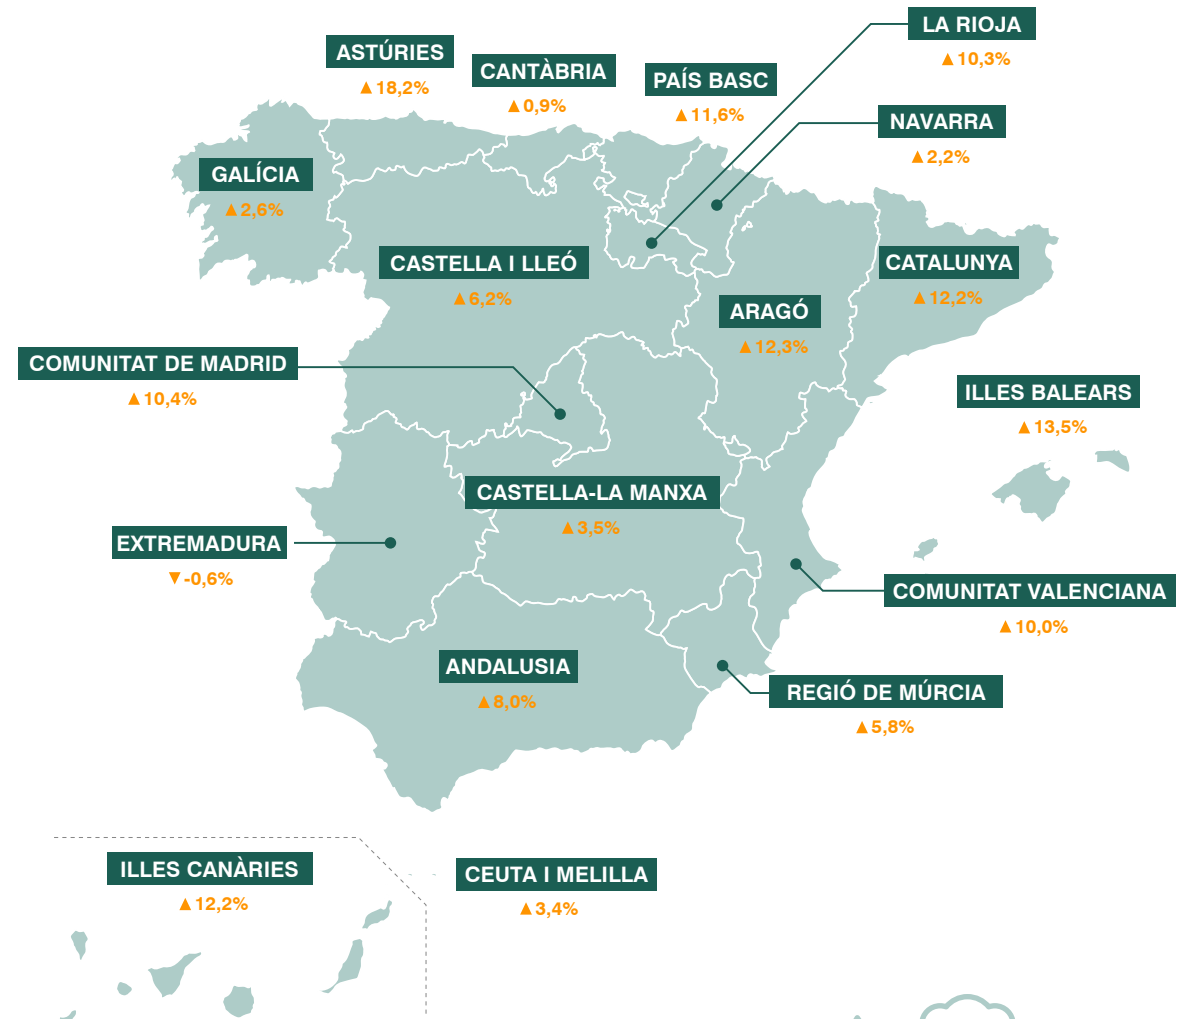 LA RIOJA
▲10,3%
ASTÚRIES
▲18,2%
CANTÀBRIA
▲0,9%
PAÍS BASC
▲11,6%
NAVARRA
▲2,2%
GALÍCIA
▲2,6%
CASTELLA I LLEÓ
▲6,2%
CATALUNYA
▲12,2%
ARAGÓ
▲12,3%
COMUNITAT DE MADRID
▲10,4%
ILLES BALEARS
▲13,5%
CASTELLA-LA MANXA
▲3,5%
EXTREMADURA
▼-0,6%
COMUNITAT VALENCIANA
▲10,0%
ANDALUSIA
▲8,0%
REGIÓ DE MÚRCIA
▲5,8%
ILLES CANÀRIES
▲12,2%
CEUTA I MELILLA
▲3,4%